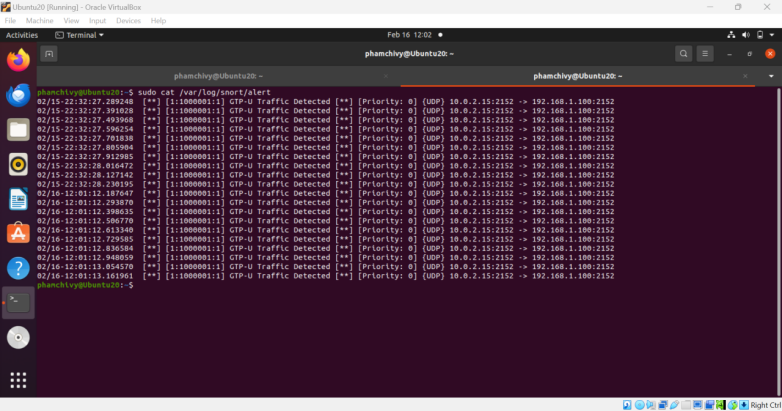 Ubuntu20 [Running] - Oracle VirtualBox
File Machine View Input Devices Help
Activities Terminal Feb 16 12:02
phamchivy@Ubuntu20: ~
phamchivy@Ubuntu20: ~ phamchivy@Ubuntu20: ~
phamchivy@Ubuntu20:~$ sudo cat /var/log/snort/alert
02/15-22:32:27.289248 [**] [1:1000001:1] GTP-U Traffic Detected [**] [Priority: 0] {UDP} 10.0.2.15:2152 -> 192.168.1.100:2152
02/15-22:32:27.391028 [**] [1:1000001:1] GTP-U Traffic Detected [**] [Priority: 0] {UDP} 10.0.2.15:2152 -> 192.168.1.100:2152
02/15-22:32:27.493968 [**] [1:1000001:1] GTP-U Traffic Detected [**] [Priority: 0] {UDP} 10.0.2.15:2152 -> 192.168.1.100:2152
02/15-22:32:27.596254 [**] [1:1000001:1] GTP-U Traffic Detected [**] [Priority: 0] {UDP} 10.0.2.15:2152 -> 192.168.1.100:2152
02/15-22:32:27.701838 [**] [1:1000001:1] GTP-U Traffic Detected [**] [Priority: 0] {UDP} 10.0.2.15:2152 -> 192.168.1.100:2152
02/15-22:32:27.805904 [**] [1:1000001:1] GTP-U Traffic Detected [**] [Priority: 0] {UDP} 10.0.2.15:2152 -> 192.168.1.100:2152
02/15-22:32:27.912985 [**] [1:1000001:1] GTP-U Traffic Detected [**] [Priority: 0] {UDP} 10.0.2.15:2152 -> 192.168.1.100:2152
02/15-22:32:28.016472 [**] [1:1000001:1] GTP-U Traffic Detected [**] [Priority: 0] {UDP} 10.0.2.15:2152 -> 192.168.1.100:2152
02/15-22:32:28.127142 [**] [1:1000001:1] GTP-U Traffic Detected [**] [Priority: 0] {UDP} 10.0.2.15:2152 -> 192.168.1.100:2152
02/15-22:32:28.230195 [**] [1:1000001:1] GTP-U Traffic Detected [**] [Priority: 0] {UDP} 10.0.2.15:2152 -> 192.168.1.100:2152
02/16-12:01:12.187647 [**] [1:1000001:1] GTP-U Traffic Detected [**] [Priority: 0] {UDP} 10.0.2.15:2152 -> 192.168.1.100:2152
02/16-12:01:12.293870 [**] [1:1000001:1] GTP-U Traffic Detected [**] [Priority: 0] {UDP} 10.0.2.15:2152 -> 192.168.1.100:2152
02/16-12:01:12.398635 [**] [1:1000001:1] GTP-U Traffic Detected [**] [Priority: 0] {UDP} 10.0.2.15:2152 -> 192.168.1.100:2152
02/16-12:01:12.506770 [**] [1:1000001:1] GTP-U Traffic Detected [**] [Priority: 0] {UDP} 10.0.2.15:2152 -> 192.168.1.100:2152
02/16-12:01:12.613340 [**] [1:1000001:1] GTP-U Traffic Detected [**] [Priority: 0] {UDP} 10.0.2.15:2152 -> 192.168.1.100:2152
02/16-12:01:12.729585 [**] [1:1000001:1] GTP-U Traffic Detected [**] [Priority: 0] {UDP} 10.0.2.15:2152 -> 192.168.1.100:2152
02/16-12:01:12.836584 [**] [1:1000001:1] GTP-U Traffic Detected [**] [Priority: 0] {UDP} 10.0.2.15:2152 -> 192.168.1.100:2152
02/16-12:01:12.948059 [**] [1:1000001:1] GTP-U Traffic Detected [**] [Priority: 0] {UDP} 10.0.2.15:2152 -> 192.168.1.100:2152
02/16-12:01:13.054570 [**] [1:1000001:1] GTP-U Traffic Detected [**] [Priority: 0] {UDP} 10.0.2.15:2152 -> 192.168.1.100:2152
02/16-12:01:13.161961 [**] [1:1000001:1] GTP-U Traffic Detected [**] [Priority: 0] {UDP} 10.0.2.15:2152 -> 192.168.1.100:2152
phamchivy@Ubuntu20:~$
Right Ctrl